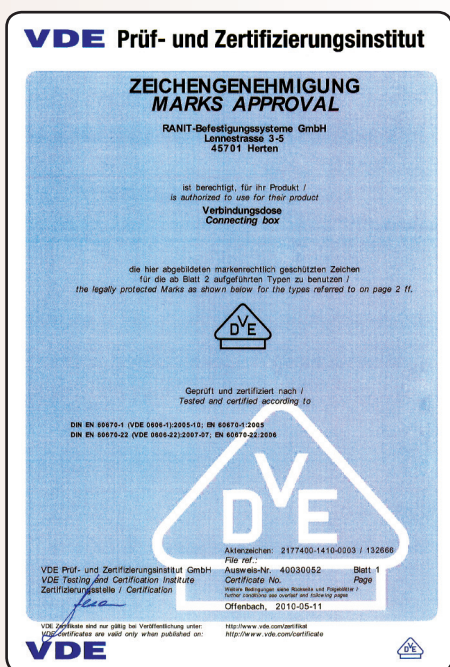 VDE Prüf- und Zertifizierungsinstitut
ZEICHENGENEHMIGUNG
MARKS APPROVAL
RANIT-Befestigungssysteme GmbH
Lennestrasse 3-5
45701 Herten
ist berechtigt, für ihr Produkt /
is authorized to use for their product
Verbindungsdose
Connecting box
die hier abgebildeten markenrechtlich geschützten Zeichen
für die ab Blatt 2 aufgeführten Typen zu benutzen /
the legally protected Marks as shown below for the types referred to on page 2 ff.
DVE
Geprüft und zertifiziert nach /
Tested and certified according to
DIN EN 60670-1 (VDE 0606-1):2005-10; EN 60670-1:2005
DIN EN 60670-22 (VDE 0606-22):2007-07; EN 60670-22:2006
DVE
Aktenzeichen: 2177400-1410-0003 / 132666
File ref.:
VDE Prüf- und Zertifizierungsinstitut GmbH Ausweis-Nr. 40030052 Blatt 1
VDE Testing and Certification Institute Certificate No. Page
Zertifizierungsstelle / Certification
Weitere Bedingungen siehe Rückseite und Folgeblätter /
further conditions see overleaf and following pages
Offenbach, 2010-05-11
VDE Zertifikate sind nur gültig bei Veröffentlichung unter: http://www.vde.com/zertifikat
VDE certificates are valid only when published on: http://www.vde.com/certificate
VDE
DVE